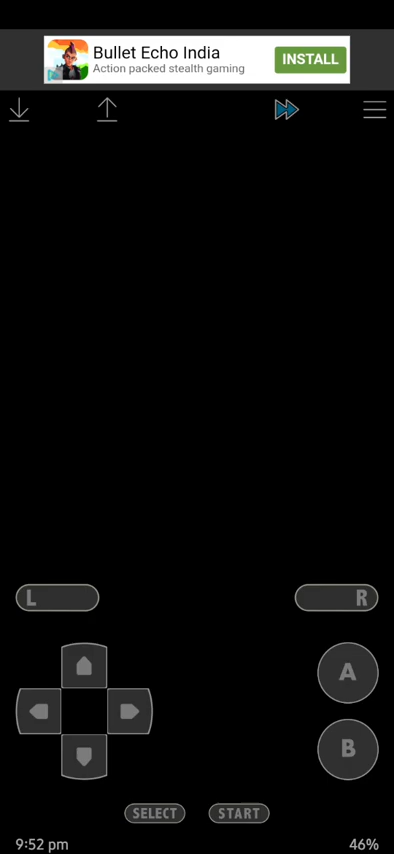 Bullet Echo India
Action packed stealth gaming
INSTALL
L
R
A
B
SELECT
START
9:52 pm
46%